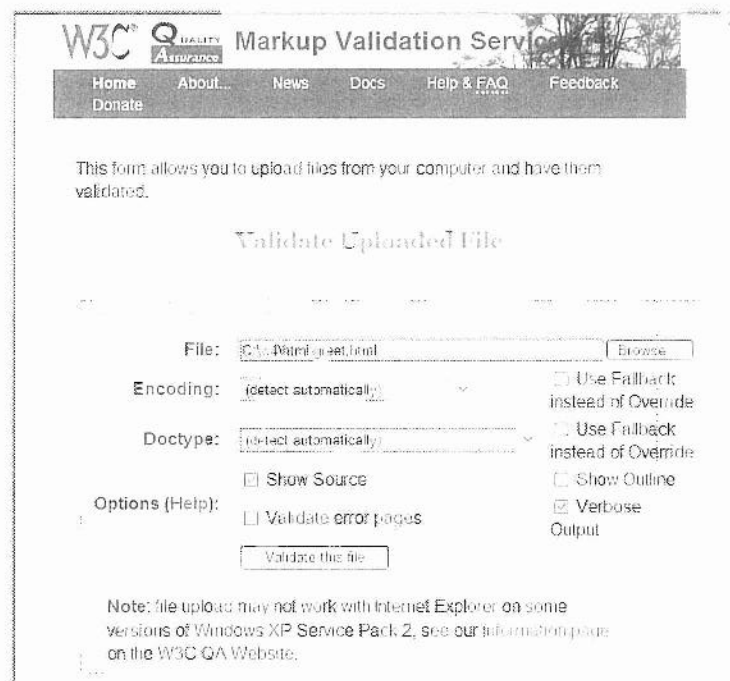 W3C QUALITY Assurance Markup Validation Service
Home About... News Docs Help & FAQ Feedback
Donate
This form allows you to upload files from your computer and have them
validated.
Validate Uploaded File
File: greet.html Browse...
Encoding: (detect automatically) Use Fallback
instead of Override
Doctype: (detect automatically) Use Fallback
instead of Override
Show Source Show Outline
Options (Help): Validate error pages Verbose
Output
Validate this file
Note: file upload may not work with Internet Explorer on some
versions of Windows XP Service Pack 2, see our information page
on the W3C QA Website.